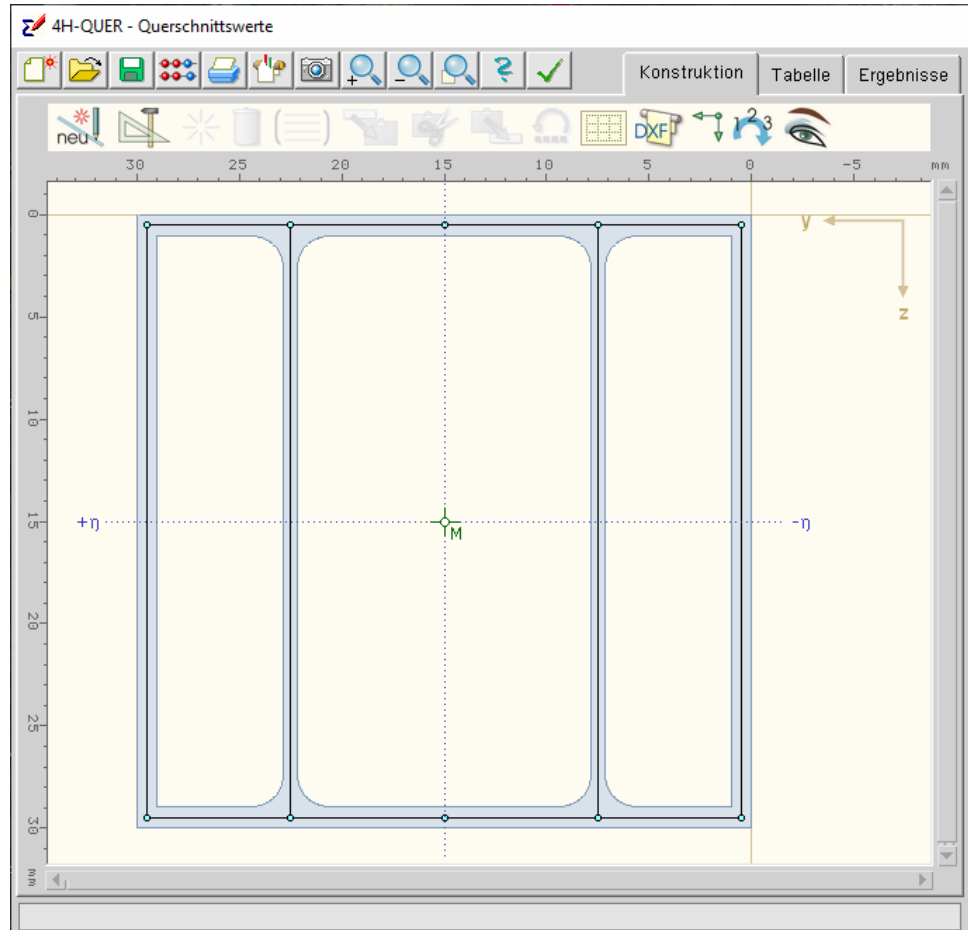 4H-QUER - Querschnittswerte
Konstruktion Tabelle Ergebnisse
neu DXF 1 2 3
30 25 20 15 10 5 0 -5 mm
0
y
z
5
10
+η 15 -η
M
20
25
30
mm